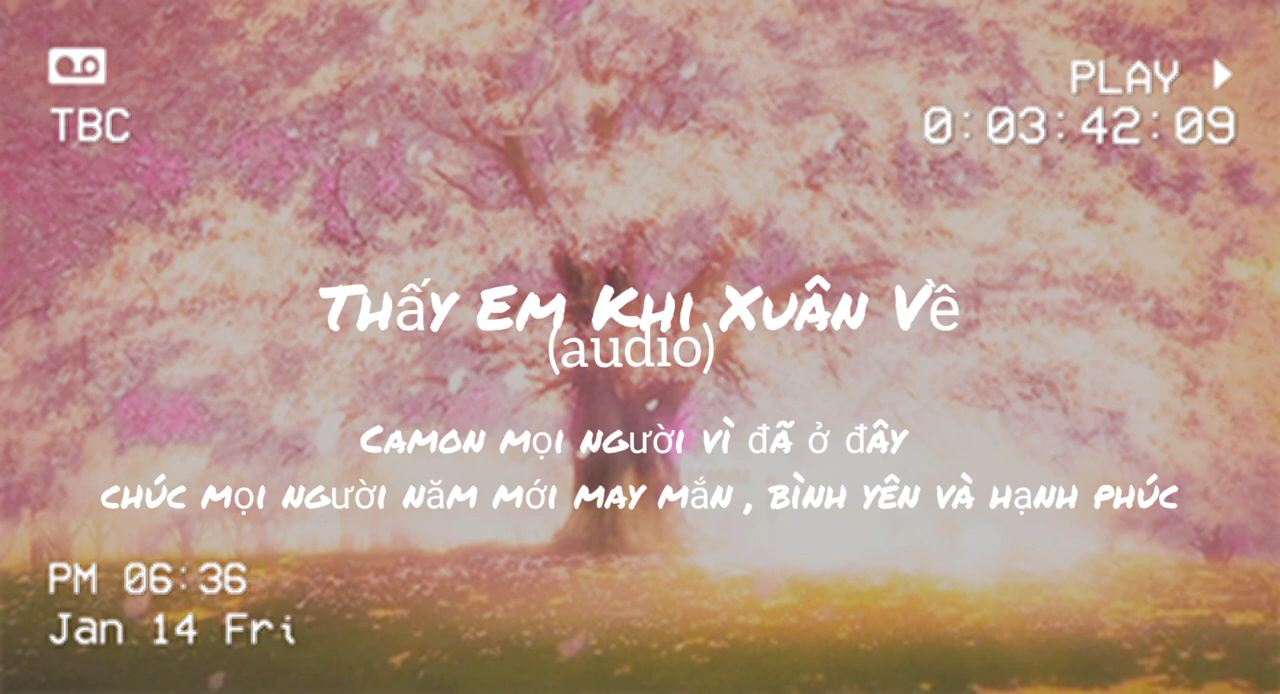 TBC
PLAY
0:03:42:09
Thấy Em Khi Xuân Về
(audio)
Camon mọi người vì đã ở đây
chúc mọi người năm mới may mắn , bình yên và hạnh phúc
PM 06:36
Jan 14 Fri